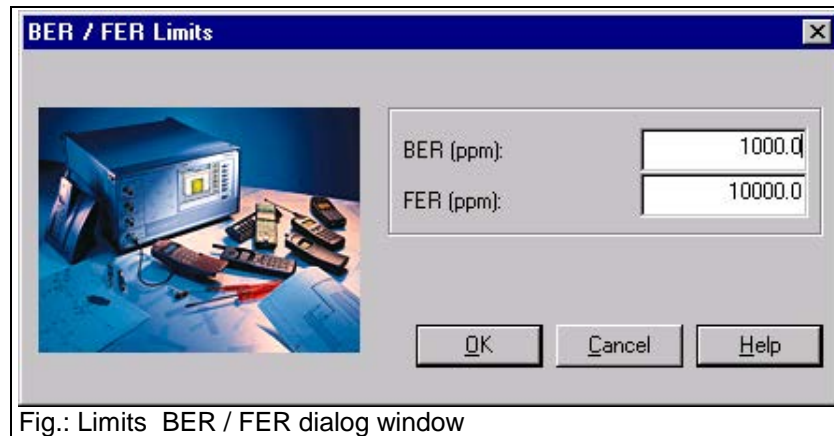 BER / FER Limits
BER (ppm): 1000.0
FER (ppm): 10000.0
OK Cancel Help
Fig.: Limits BER / FER dialog window